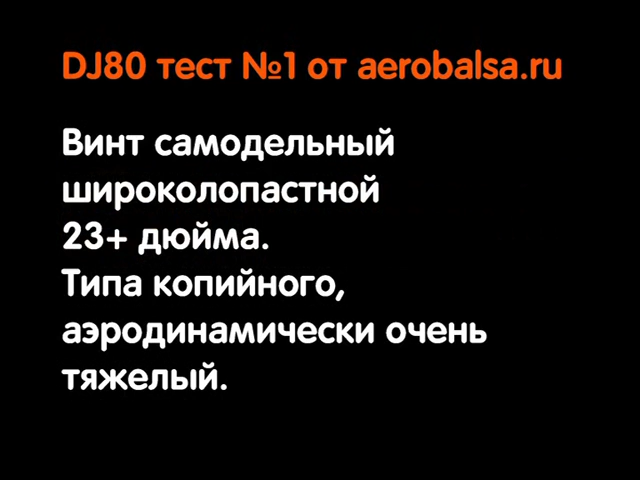 DJ80 тест №1 от aerobalsa.ru
Винт самодельный
широколопастной
23+ дюйма.
Типа копийного,
аэродинамически очень
тяжелый.